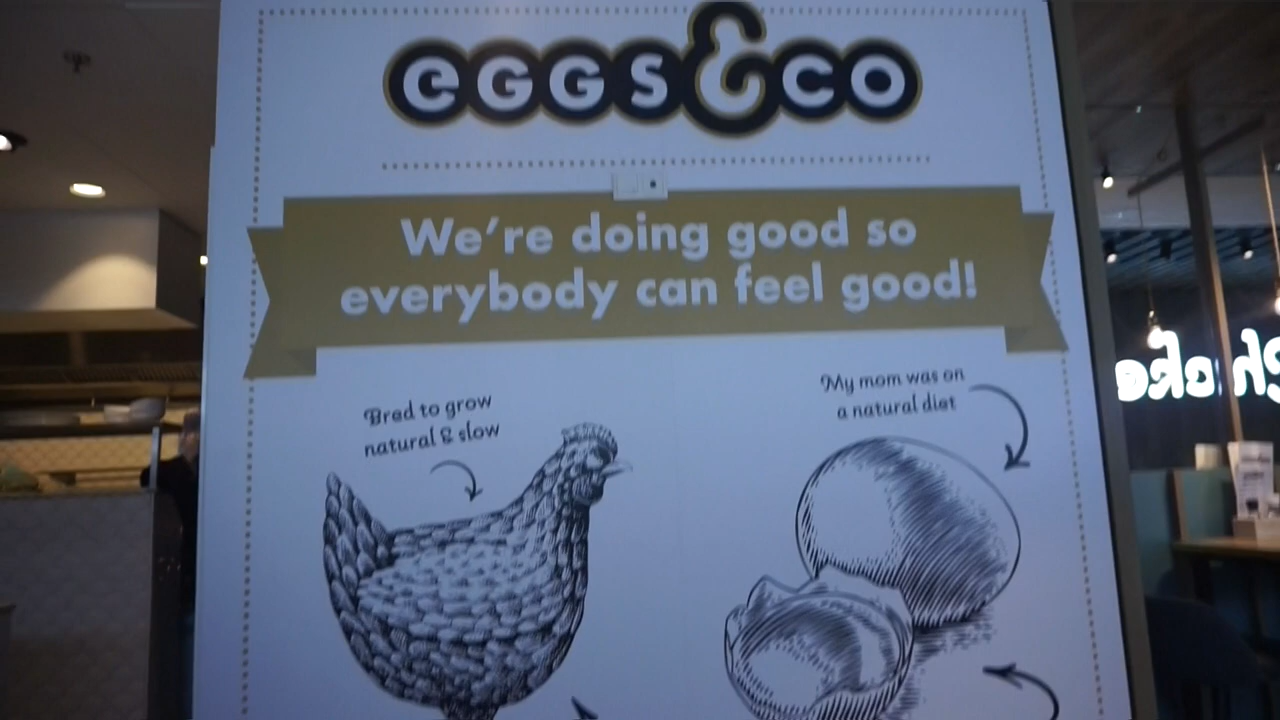 eGGS&CO
We're doing good so
everybody can feel good!
Bred to grow
natural & slow
My mom was on
a natural diet